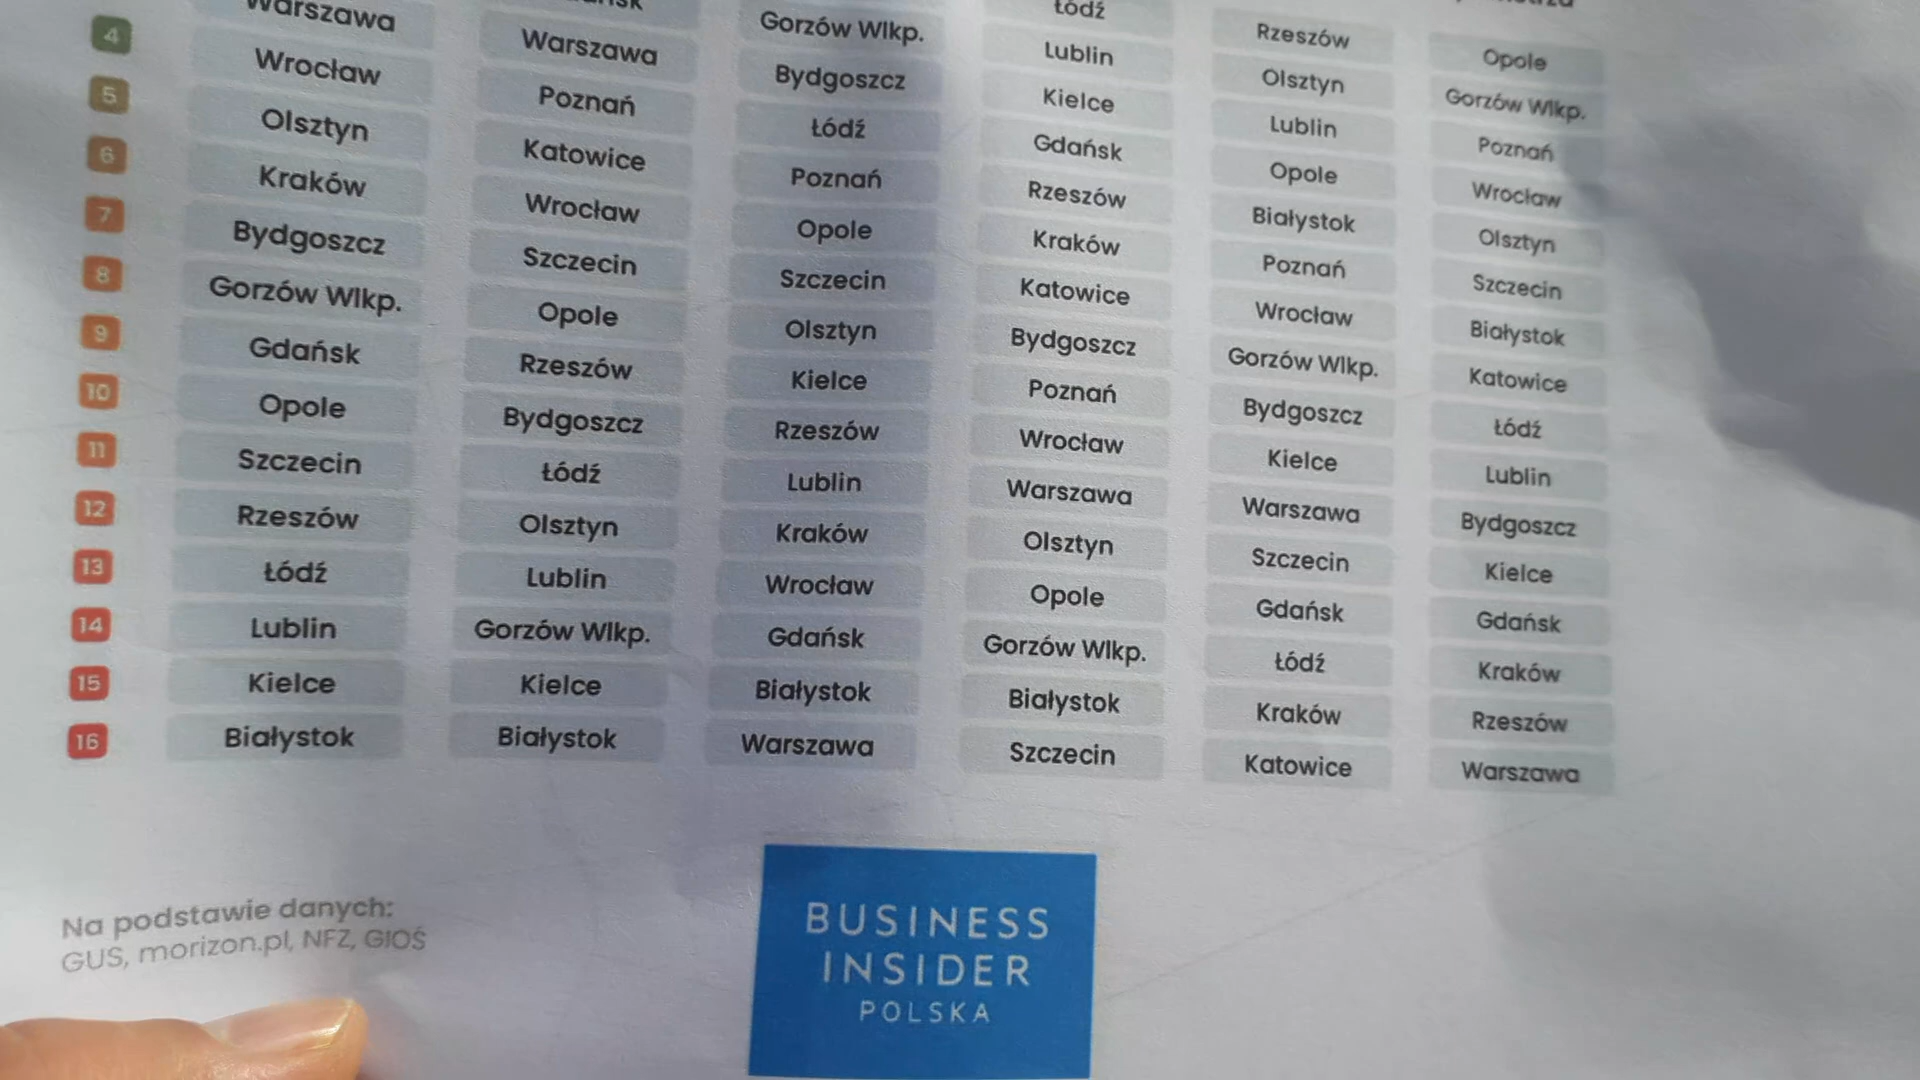 Łódź Rzeszów Opole
Gorzów Wlkp. Lublin Olsztyn Gorzów Wlkp.
Warszawa Warszawa Bydgoszcz Kielce Lublin Poznań
4 Wrocław Poznań Łódź Gdańsk Opole Wrocław
5 Olsztyn Katowice Poznań Rzeszów Białystok Olsztyn
6 Kraków Wrocław Opole Kraków Poznań Szczecin
7 Bydgoszcz Szczecin Szczecin Katowice Wrocław Białystok
8 Gorzów Wlkp. Opole Olsztyn Bydgoszcz Gorzów Wlkp. Katowice
9 Gdańsk Rzeszów Kielce Poznań Bydgoszcz Łódź
10 Opole Bydgoszcz Rzeszów Wrocław Kielce Lublin
11 Szczecin Łódź Lublin Warszawa Warszawa Bydgoszcz
12 Rzeszów Olsztyn Kraków Olsztyn Szczecin Kielce
13 Łódź Lublin Wrocław Opole Gdańsk Gdańsk
14 Lublin Gorzów Wlkp. Gdańsk Gorzów Wlkp. Łódź Kraków
15 Kielce Kielce Białystok Białystok Kraków Rzeszów
16 Białystok Białystok Warszawa Szczecin Katowice Warszawa
Na podstawie danych:
GUS, morizon.pl, NFZ, GIOŚ
BUSINESS
INSIDER
POLSKA